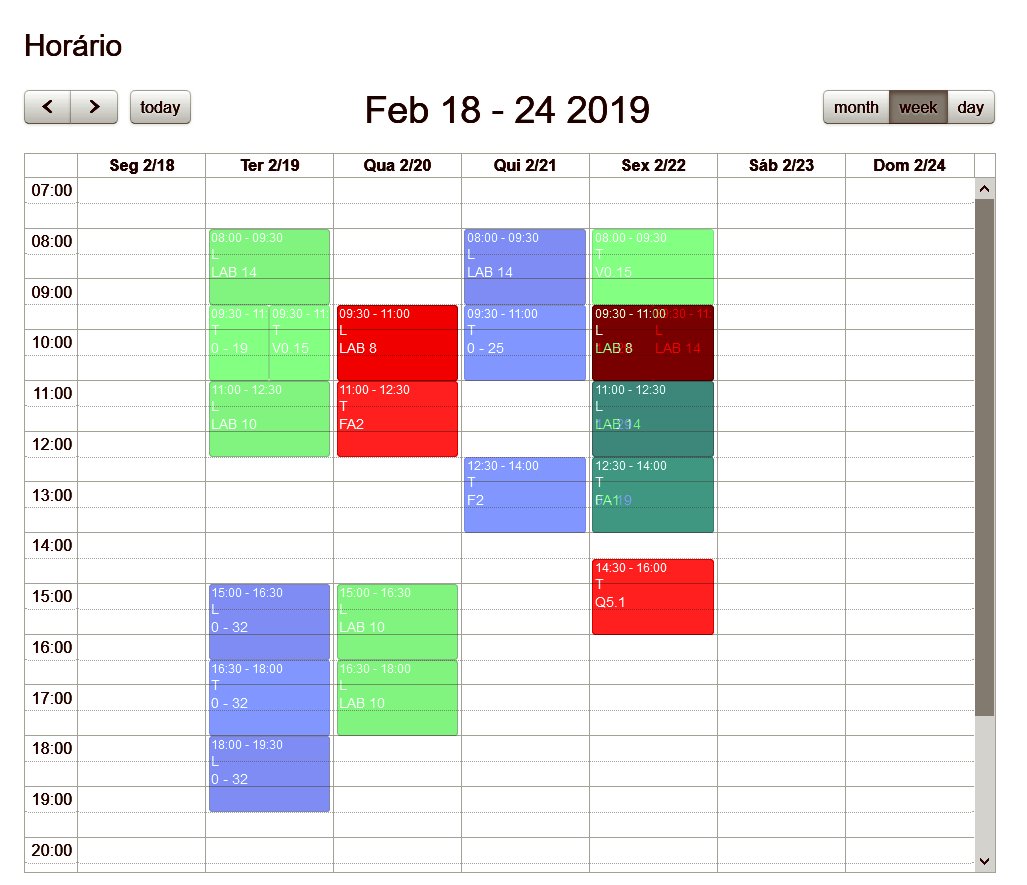 Horário
< > today
Feb 18 - 24 2019
month week day
Seg 2/18 Ter 2/19 Qua 2/20 Qui 2/21 Sex 2/22 Sáb 2/23 Dom 2/24
07:00
08:00
09:00
10:00
11:00
12:00
13:00
14:00
15:00
16:00
17:00
18:00
19:00
20:00
08:00 - 09:30
L
LAB 14
09:30 - 11:
T
0 - 19
09:30 - 11:
T
V0.15
11:00 - 12:30
L
LAB 10
15:00 - 16:30
L
0 - 32
16:30 - 18:00
T
0 - 32
18:00 - 19:30
L
0 - 32
09:30 - 11:00
L
LAB 8
11:00 - 12:30
T
FA2
15:00 - 16:30
L
LAB 10
16:30 - 18:00
L
LAB 10
08:00 - 09:30
L
LAB 14
09:30 - 11:00
T
0 - 25
12:30 - 14:00
T
F2
08:00 - 09:30
T
V0.15
09:30 - 11:00
L
LAB 8
L
LAB 14
11:00 - 12:30
L
12:30 - 14:00
T
FA1
14:30 - 16:00
T
Q5.1